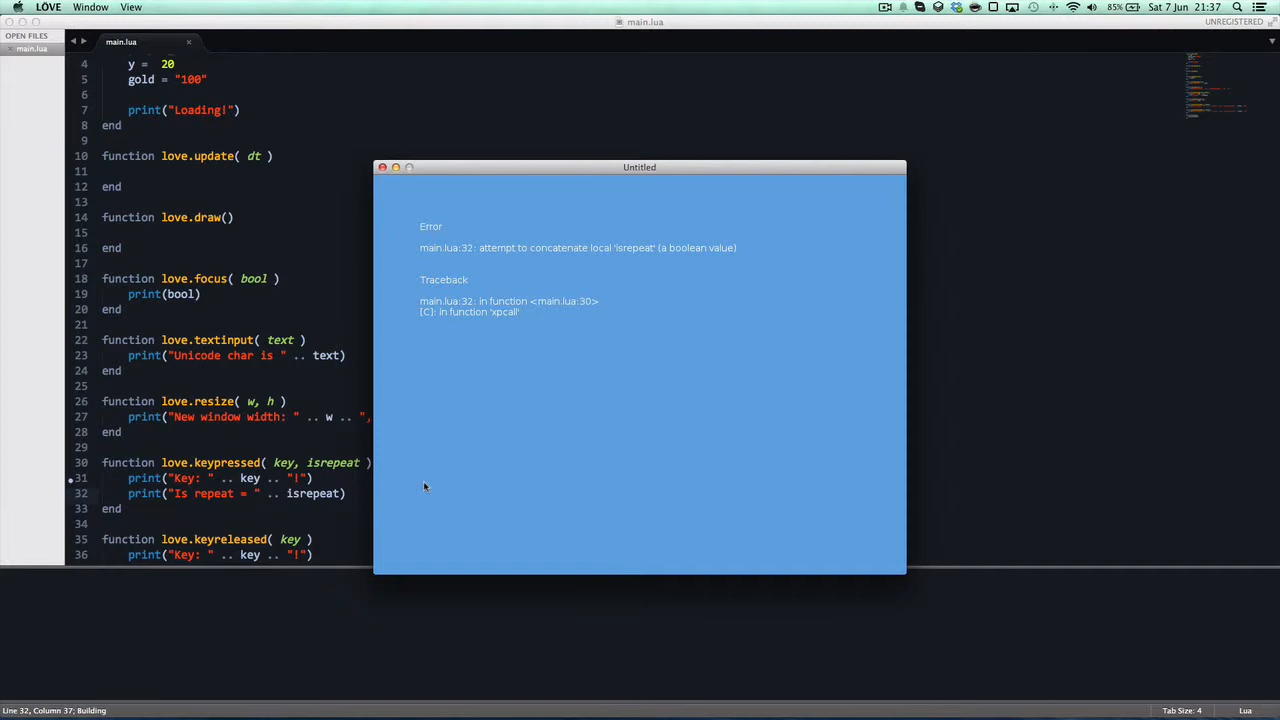 LÖVE Window View 85% Sat 7 Jun 21:37
main.lua UNREGISTERED
OPEN FILES
main.lua
main.lua
4 y = 20
5 gold = "100"
6
7 print("Loading!")
8 end
9
10 function love.update( dt )
11
12 end
13
14 function love.draw()
16 end
18 function love.focus( bool )
19 print(bool)
20 end
21
22 function love.textinput( text )
23 print("Unicode char is " .. text)
24 end
25
26 function love.resize( w, h )
27 print("New window width: " .. w .. ",
28 end
29
30 function love.keypressed( key, isrepeat )
31 print("Key: " .. key .. "!")
32 print("Is repeat = " .. isrepeat)
33 end
34
35 function love.keyreleased( key )
36 print("Key: " .. key .. "!")
Untitled
Error
main.lua:32: attempt to concatenate local 'isrepeat' (a boolean value)
Traceback
main.lua:32: in function <main.lua:30>
[C]: in function 'xpcall'
Line 32, Column 37; Building Tab Size: 4 Lua